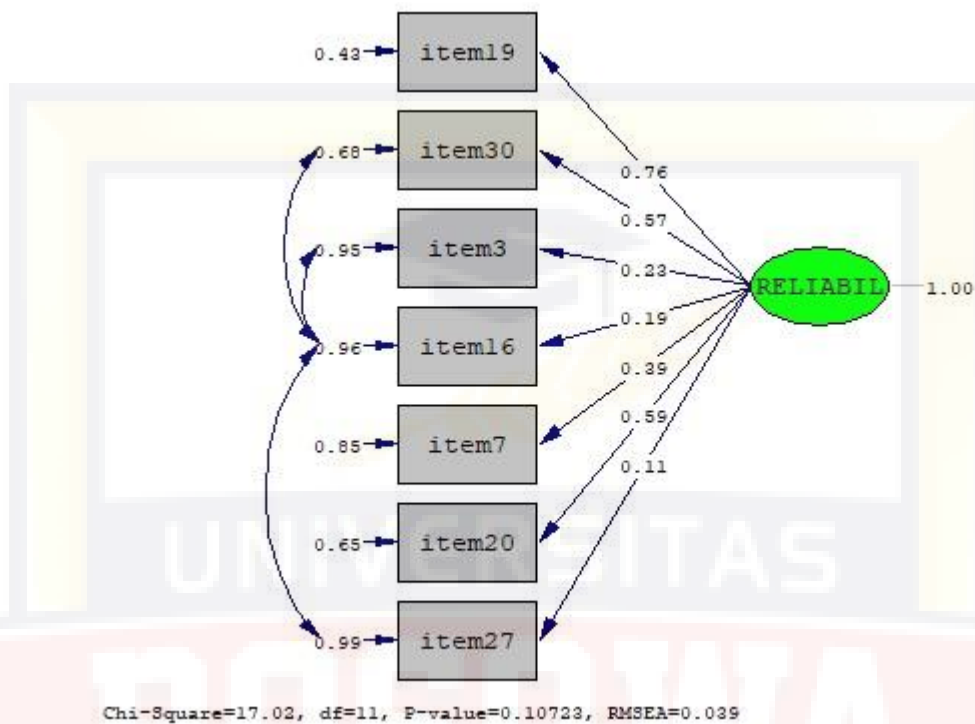 0.43
item19
0.68
item30
0.76
0.57
0.95
item3
0.23
RELIABIL
1.00
0.19
0.96
item16
0.39
0.85
item7
0.59
0.11
0.65
item20
UNIVERSITAS
0.99
item27
BOSOWA
Chi-Square=17.02, df=11, P-value=0.10723, RMSEA=0.039